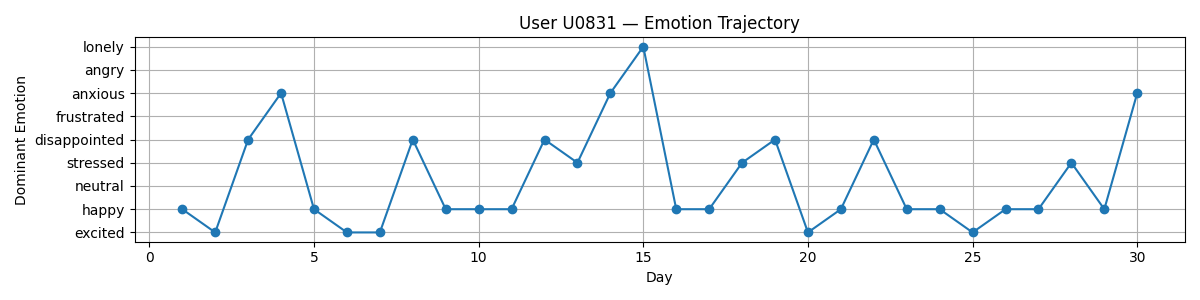 User U0831 — Emotion Trajectory
Dominant Emotion
lonely
angry
anxious
frustrated
disappointed
stressed
neutral
happy
excited
0 5 10 15 20 25 30
Day